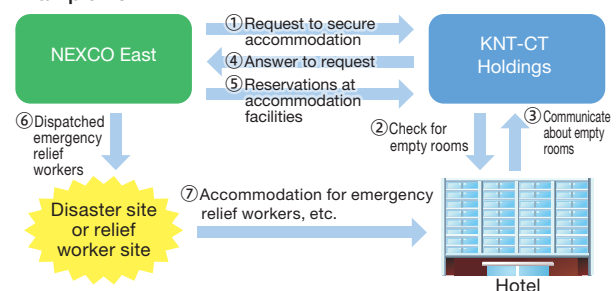 NEXCO East
①Request to secure
accommodation
④Answer to request
⑤Reservations at
accommodation
facilities
KNT-CT
Holdings
⑥Dispatched
emergency
relief
workers
②Check for
empty rooms
③Communicate
about empty
rooms
Disaster site
or relief
worker site
⑦Accommodation for emergency
relief workers, etc.
Hotel